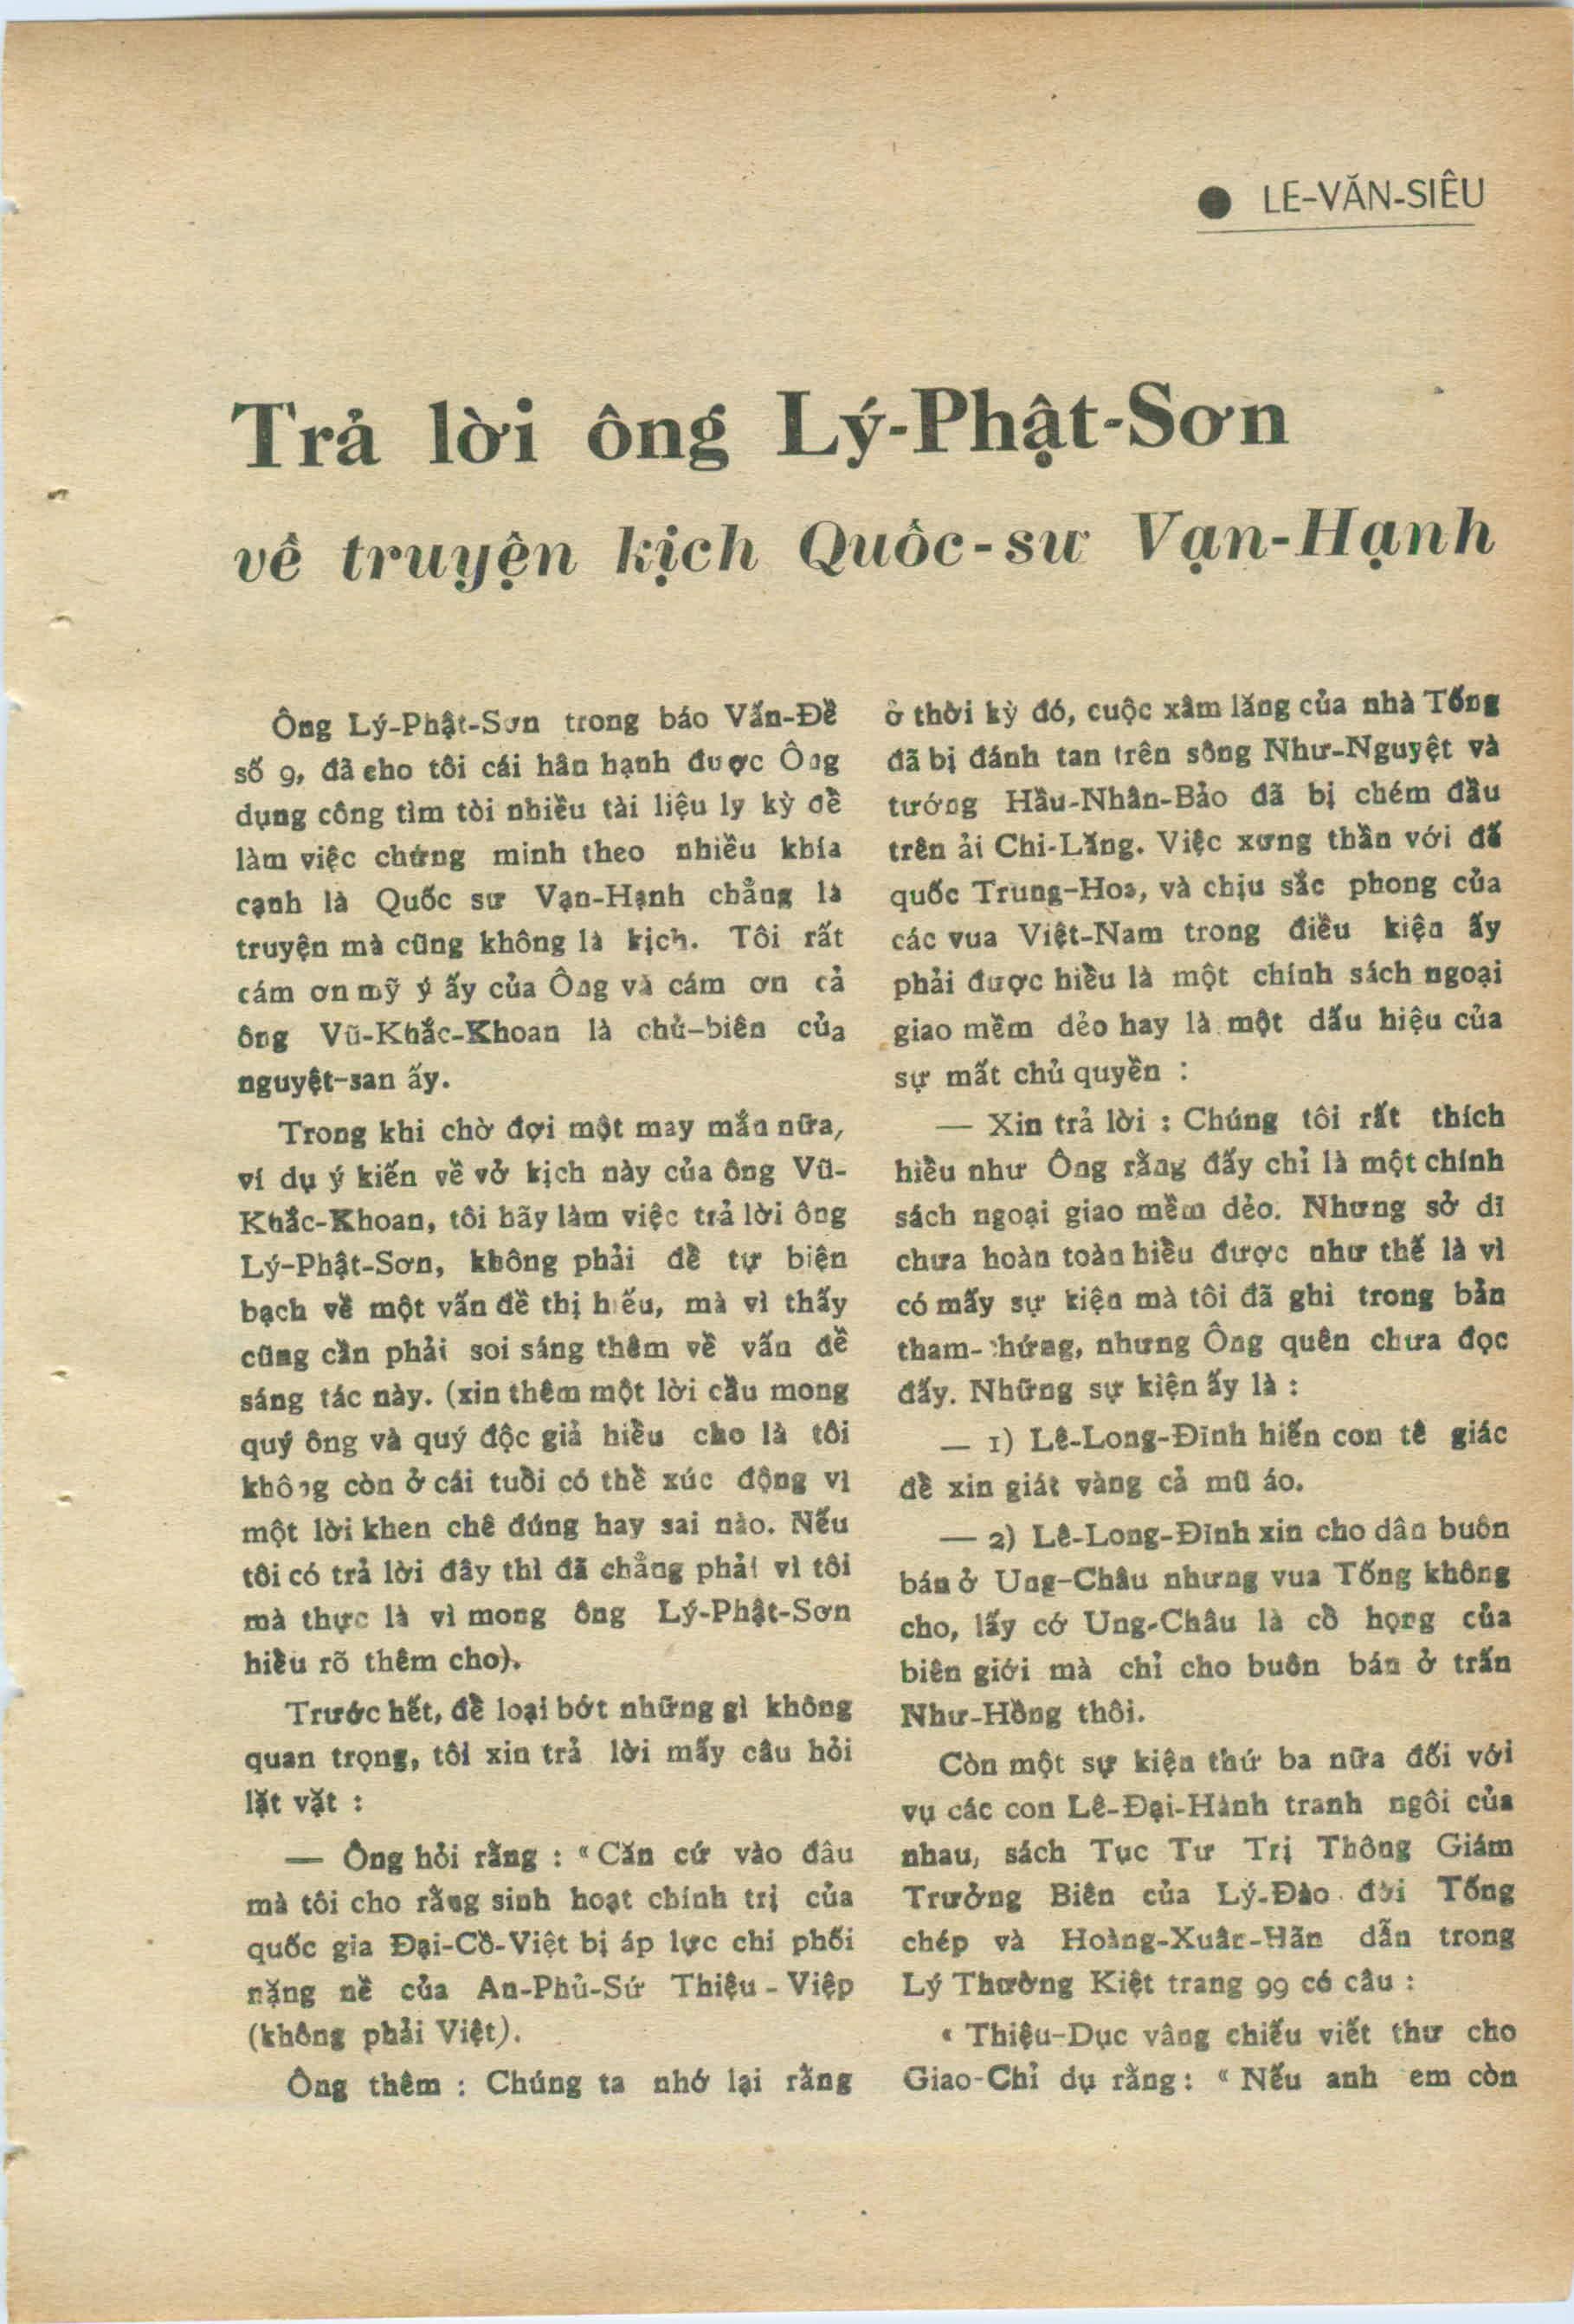 ● LE-VĂN-SIÊU
Trả lời ông Lý-Phật-Sơn
về truyện kịch Quốc-sư Vạn-Hạnh
Ông Lý-Phật-Sơn trong báo Vấn-Đề
số 9, đã cho tôi cái hân hạnh được Ông
dụng công tìm tòi nhiều tài liệu ly kỳ để
làm việc chứng minh theo nhiều khía
cạnh là Quốc sư Vạn-Hạnh chẳng là
truyện mà cũng không là kịch. Tôi rất
cám ơn mỹ ý ấy của Ông và cám ơn cả
ông Vũ-Khắc-Khoan là chủ-biên của
nguyệt-san ấy.
Trong khi chờ đợi một may mắn nữa,
ví dụ ý kiến về vở kịch này của ông Vũ-
Khắc-Khoan, tôi hãy làm việc trả lời ông
Lý-Phật-Sơn, không phải để tự biện
bạch về một vấn đề thị hiếu, mà vì thấy
cũng cần phải soi sáng thêm về vấn đề
sáng tác này. (xin thêm một lời cầu mong
quý ông và quý độc giả hiểu cho là tôi
không còn ở cái tuổi có thể xúc động vì
một lời khen chê đúng hay sai nào. Nếu
tôi có trả lời đây thì đã chẳng phải vì tôi
mà thực là vì mong ông Lý-Phật-Sơn
hiểu rõ thêm cho).
Trước hết, để loại bớt những gì không
quan trọng, tôi xin trả lời mấy câu hỏi
lặt vặt :
— Ông hỏi rằng : « Căn cứ vào đâu
mà tôi cho rằng sinh hoạt chính trị của
quốc gia Đại-Cồ-Việt bị áp lực chi phối
nặng nề của An-Phủ-Sứ Thiệu - Việp
(không phải Việt).
Ông thêm : Chúng ta nhớ lại rằng
ở thời kỳ đó, cuộc xâm lăng của nhà Tống
đã bị đánh tan trên sông Như-Nguyệt và
tướng Hầu-Nhân-Bảo đã bị chém đầu
trên ải Chi-Lăng. Việc xưng thần với đế
quốc Trung-Hoa, và chịu sắc phong của
các vua Việt-Nam trong điều kiện ấy
phải được hiểu là một chính sách ngoại
giao mềm dẻo hay là một dấu hiệu của
sự mất chủ quyền :
— Xin trả lời : Chúng tôi rất thích
hiểu như Ông rằng đấy chỉ là một chính
sách ngoại giao mềm dẻo. Nhưng sở dĩ
chưa hoàn toàn hiểu được như thế là vì
có mấy sự kiện mà tôi đã ghi trong bản
tham-chứng, nhưng Ông quên chưa đọc
đấy. Những sự kiện ấy là :
— 1) Lê-Long-Đĩnh hiến con tê giác
để xin giát vàng cả mũ áo.
— 2) Lê-Long-Đĩnh xin cho dân buôn
bán ở Ung-Châu nhưng vua Tống không
cho, lấy cớ Ung-Châu là cổ họng của
biên giới mà chỉ cho buôn bán ở trấn
Như-Hồng thôi.
Còn một sự kiện thứ ba nữa đối với
vụ các con Lê-Đại-Hành tranh ngôi của
nhau, sách Tục Tư Trị Thông Giám
Trưởng Biên của Lý-Đào đời Tống
chép và Hoàng-Xuân-Hãn dẫn trong
Lý Thường Kiệt trang 99 có câu :
« Thiệu-Dục vâng chiếu viết thư cho
Giao-Chỉ dụ rằng : « Nếu anh em còn